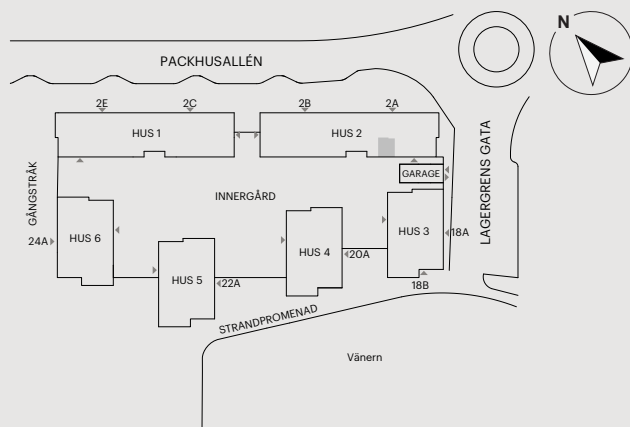 N
PACKHUSALLÉN
2E
2C
2B
2A
HUS 1
HUS 2
LAGERGRENS GATA
GÅNGSTRÅK
GARAGE
INNERGÅRD
24A
HUS 6
HUS 3
18A
HUS 4
20A
HUS 5
22A
18B
STRANDPROMENAD
Vänern